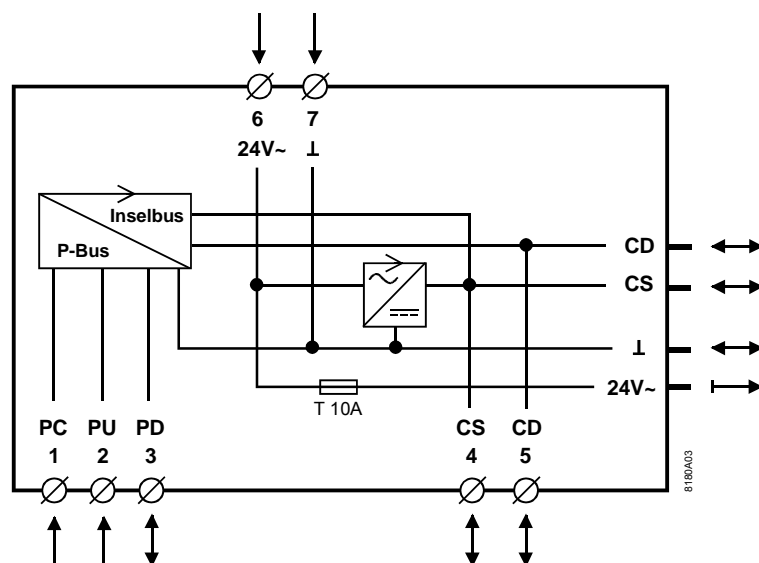 6 7
24V~ ⊥
Inselbus
P-Bus
CD
CS
⊥
24V~
T 10A
PC PU PD CS CD
1 2 3 4 5
8180A03